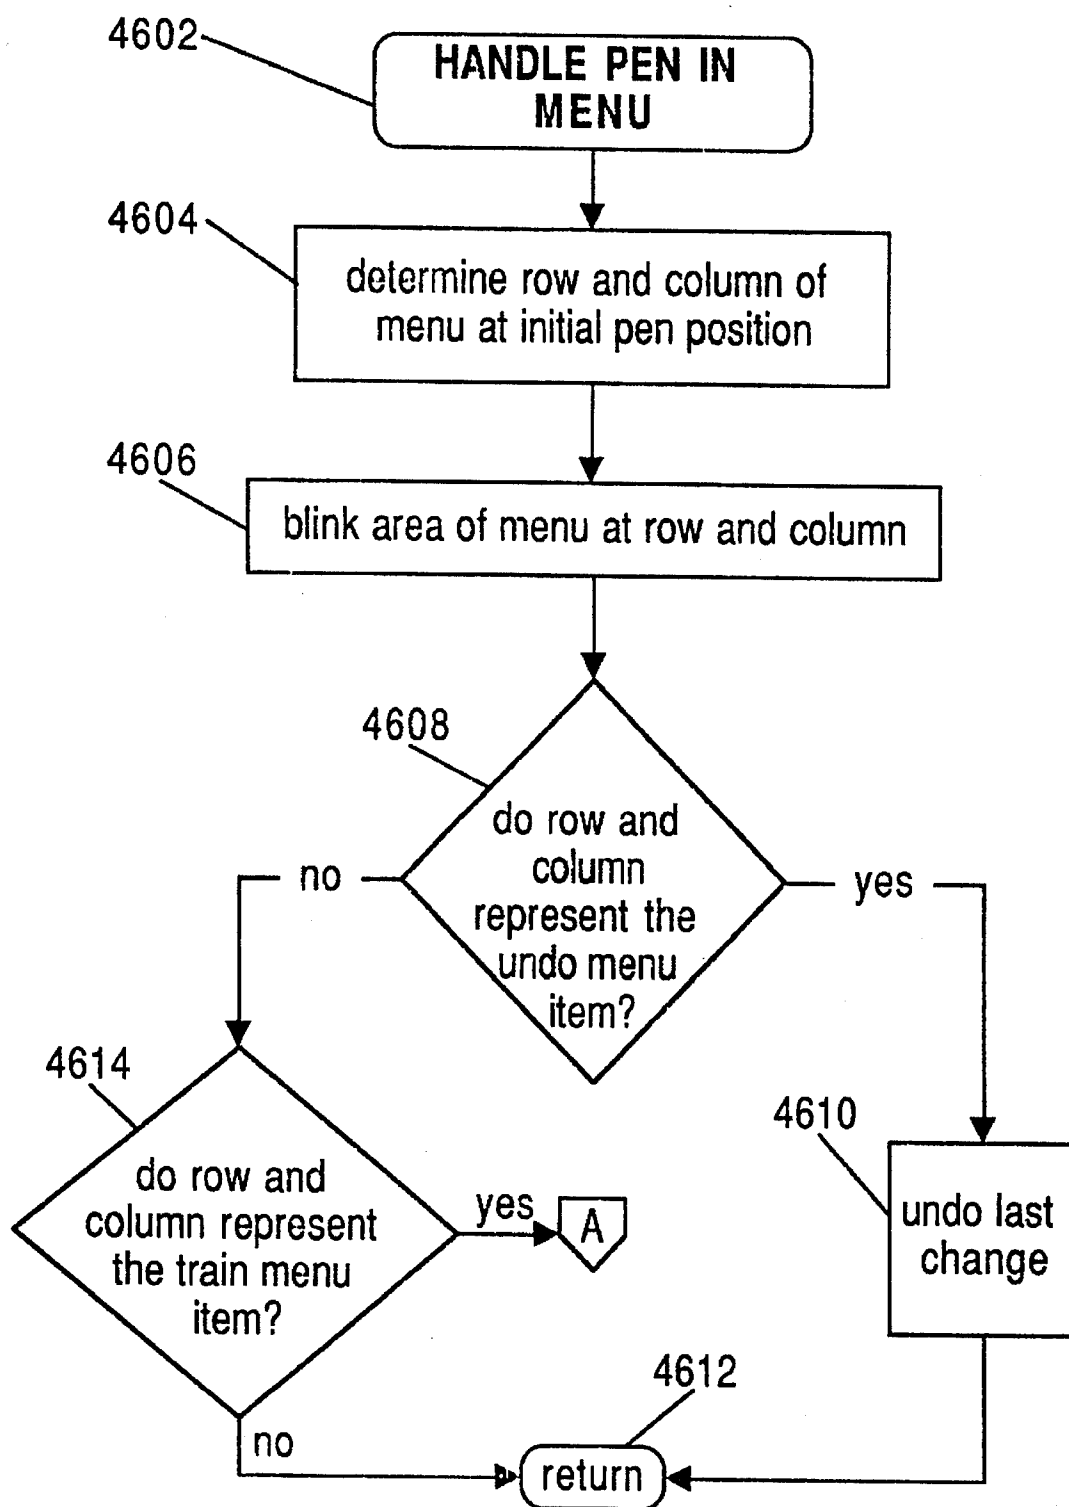 4602
HANDLE PEN IN
MENU
4604
determine row and column of
menu at initial pen position
4606
blink area of menu at row and column
4608
do row and
column
represent the
undo menu
item?
no
yes
4614
do row and
column represent
the train menu
item?
yes
A
4610
undo last
change
no
4612
return